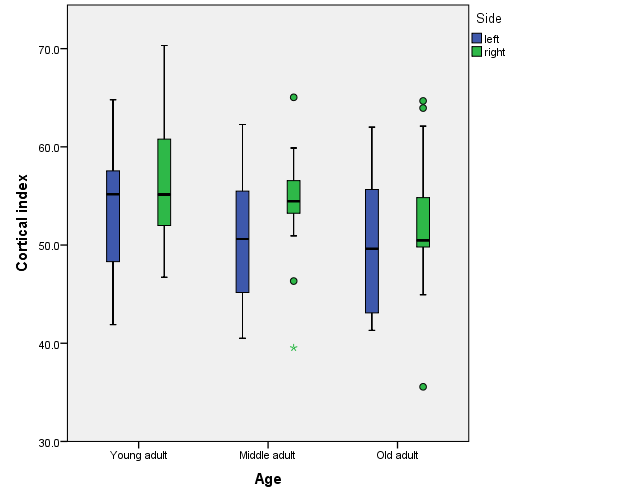 Side
left
right
70.0
60.0
50.0
40.0
30.0
Cortical index
Young adult
Middle adult
Old adult
Age